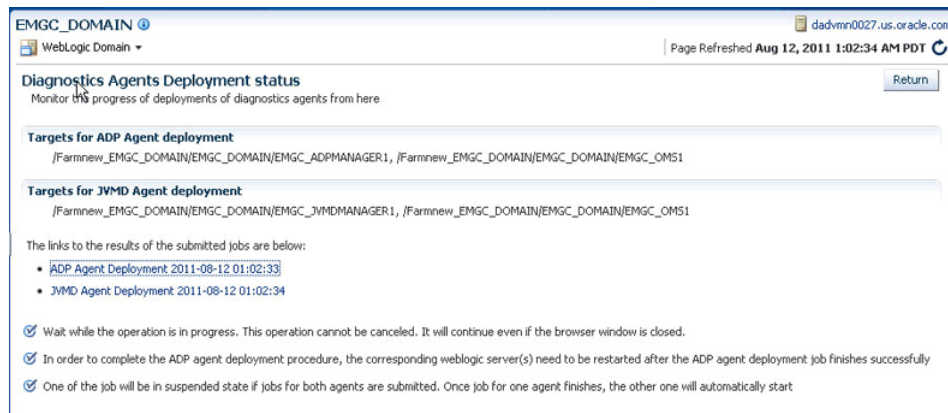 EMGC_DOMAIN
dadvmn0027.us.oracle.com
WebLogic Domain
Page Refreshed Aug 12, 2011 1:02:34 AM PDT
Diagnostics Agents Deployment status
Return
Monitor the progress of deployments of diagnostics agents from here
Targets for ADP Agent deployment
/Farmnew_EMGC_DOMAIN/EMGC_DOMAIN/EMGC_ADPMANAGER1, /Farmnew_EMGC_DOMAIN/EMGC_DOMAIN/EMGC_OMS1
Targets for JVMD Agent deployment
/Farmnew_EMGC_DOMAIN/EMGC_DOMAIN/EMGC_JVMDMANAGER1, /Farmnew_EMGC_DOMAIN/EMGC_DOMAIN/EMGC_OMS1
The links to the results of the submitted jobs are below:
• ADP Agent Deployment 2011-08-12 01:02:33
• JVMD Agent Deployment 2011-08-12 01:02:34
Wait while the operation is in progress. This operation cannot be canceled. It will continue even if the browser window is closed.
In order to complete the ADP agent deployment procedure, the corresponding weblogic server(s) need to be restarted after the ADP agent deployment job finishes successfully
One of the job will be in suspended state if jobs for both agents are submitted. Once job for one agent finishes, the other one will automatically start